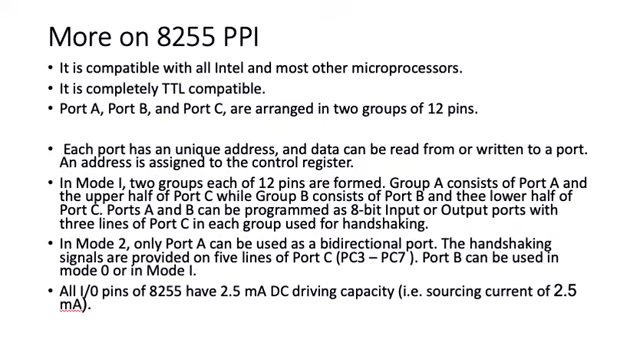 More on 8255 PPI
• It is compatible with all Intel and most other microprocessors.
• It is completely TTL compatible.
• Port A, Port B, and Port C, are arranged in two groups of 12 pins.
• Each port has an unique address, and data can be read from or written to a port.
An address is assigned to the control register.
• In Mode I, two groups each of 12 pins are formed. Group A consists of Port A and
the upper half of Port C while Group B consists of Port B and thee lower half of
Port C. Ports A and B can be programmed as 8-bit Input or Output ports with
three lines of Port C in each group used for handshaking.
• In Mode 2, only Port A can be used as a bidirectional port. The handshaking
signals are provided on five lines of Port C (PC3 – PC7 ). Port B can be used in
mode 0 or in Mode I.
• All I/0 pins of 8255 have 2.5 mA DC driving capacity (i.e. sourcing current of 2.5
mA).